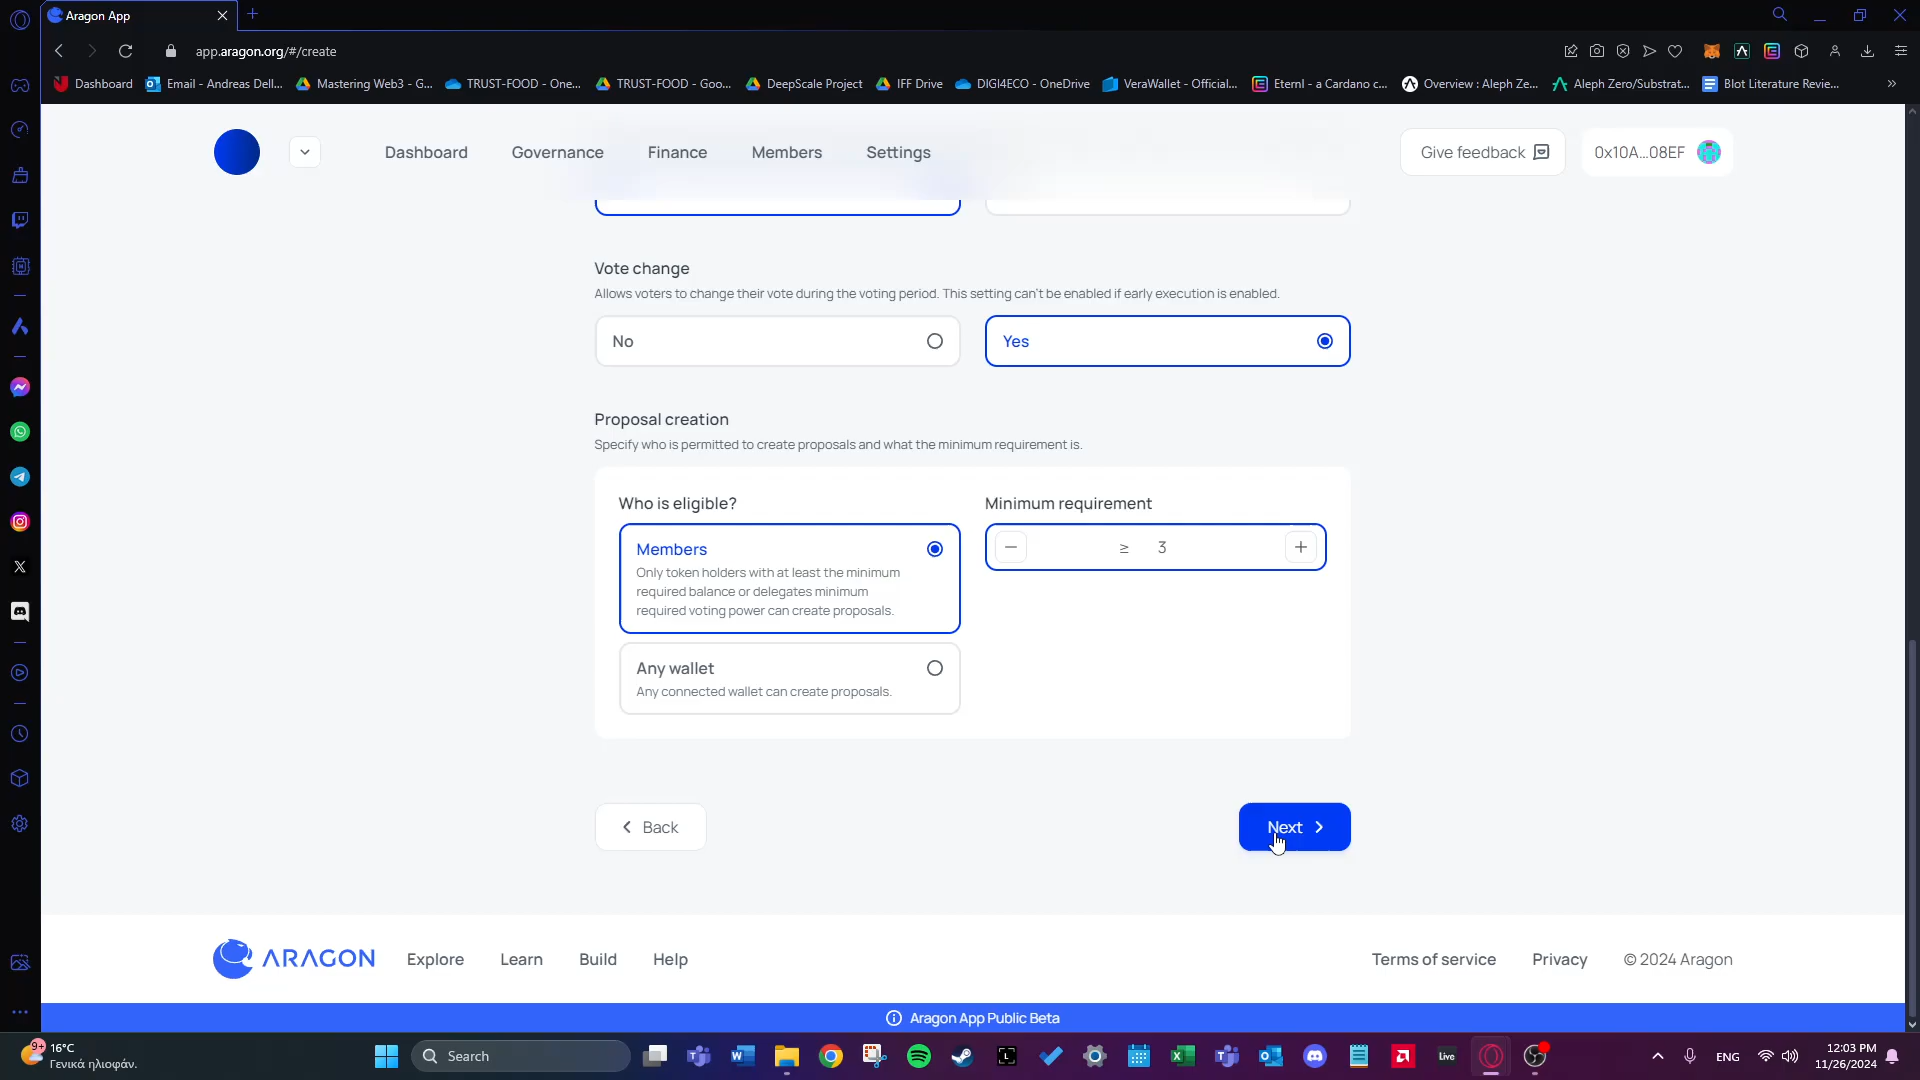 Aragon App
app.aragon.org/#/create
Dashboard
Email - Andreas Dell...
Mastering Web3 - G...
TRUST-FOOD - One...
TRUST-FOOD - Goo...
DeepScale Project
IFF Drive
DIGI4ECO - OneDrive
VeraWallet - Official...
Eternl - a Cardano c...
Overview : Aleph Ze...
Aleph Zero/Substrat...
Blot Literature Revie...
Dashboard
Governance
Finance
Members
Settings
Give feedback
0x10A...08EF
Vote change
Allows voters to change their vote during the voting period. This setting can't be enabled if early execution is enabled.
No
Yes
Proposal creation
Specify who is permitted to create proposals and what the minimum requirement is.
Who is eligible?
Minimum requirement
Members
≥ 3
Only token holders with at least the minimum
required balance or delegates minimum
required voting power can create proposals.
Any wallet
Any connected wallet can create proposals.
Back
Next
ARAGON
Explore
Learn
Build
Help
Terms of service
Privacy
© 2024 Aragon
Aragon App Public Beta
9+
16°C
Γενικά ηλιοφάν.
Search
Live
ENG
12:03 PM
11/26/2024